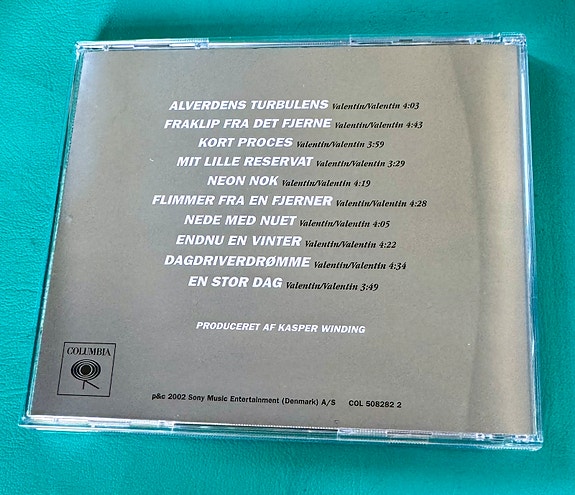 ALVERDENS TURBULENS Valentin/Valentin 4:03
FRAKLIP FRA DET FJERNE Valentin/Valentin 4:43
KORT PROCES Valentin/Valentin 3:59
MIT LILLE RESERVAT Valentin/Valentin 3:29
NEON NOK Valentin/Valentin 4:19
FLIMMER FRA EN FJERNER Valentin/Valentin 4:28
NEDE MED NUET Valentin/Valentin 4:05
ENDNU EN VINTER Valentin/Valentin 4:22
DAGDRIVERDRØMME Valentin/Valentin 4:34
EN STOR DAG Valentin/Valentin 3:49
PRODUCERET AF KASPER WINDING
COLUMBIA
p&c 2002 Sony Music Entertainment (Denmark) A/S COL 508282 2